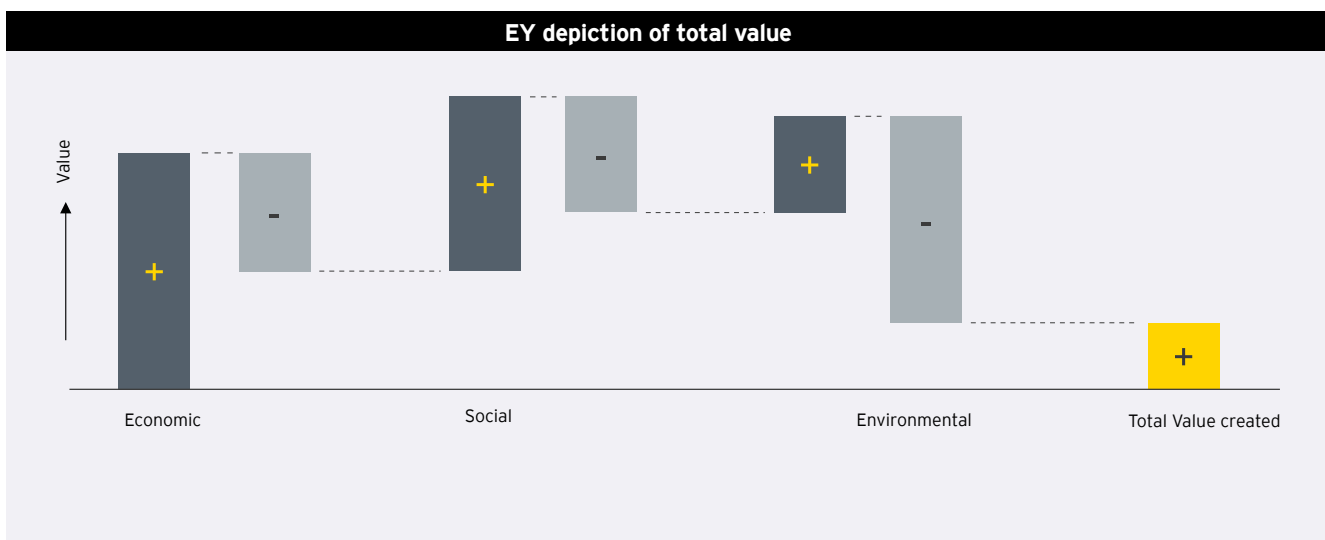 EY depiction of total value
Value
+
-
+
-
+
-
+
Economic
Social
Environmental
Total Value created